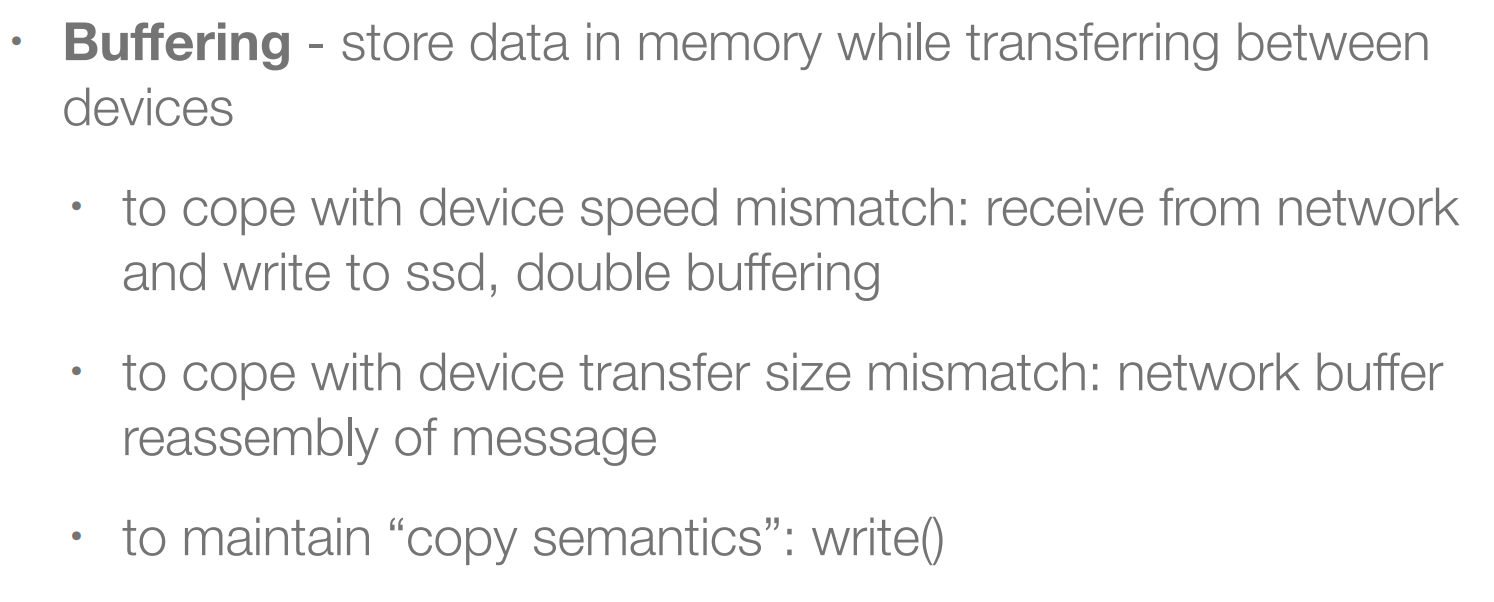 • Buffering - store data in memory while transferring between
devices
• to cope with device speed mismatch: receive from network
and write to ssd, double buffering
• to cope with device transfer size mismatch: network buffer
reassembly of message
• to maintain “copy semantics”: write()